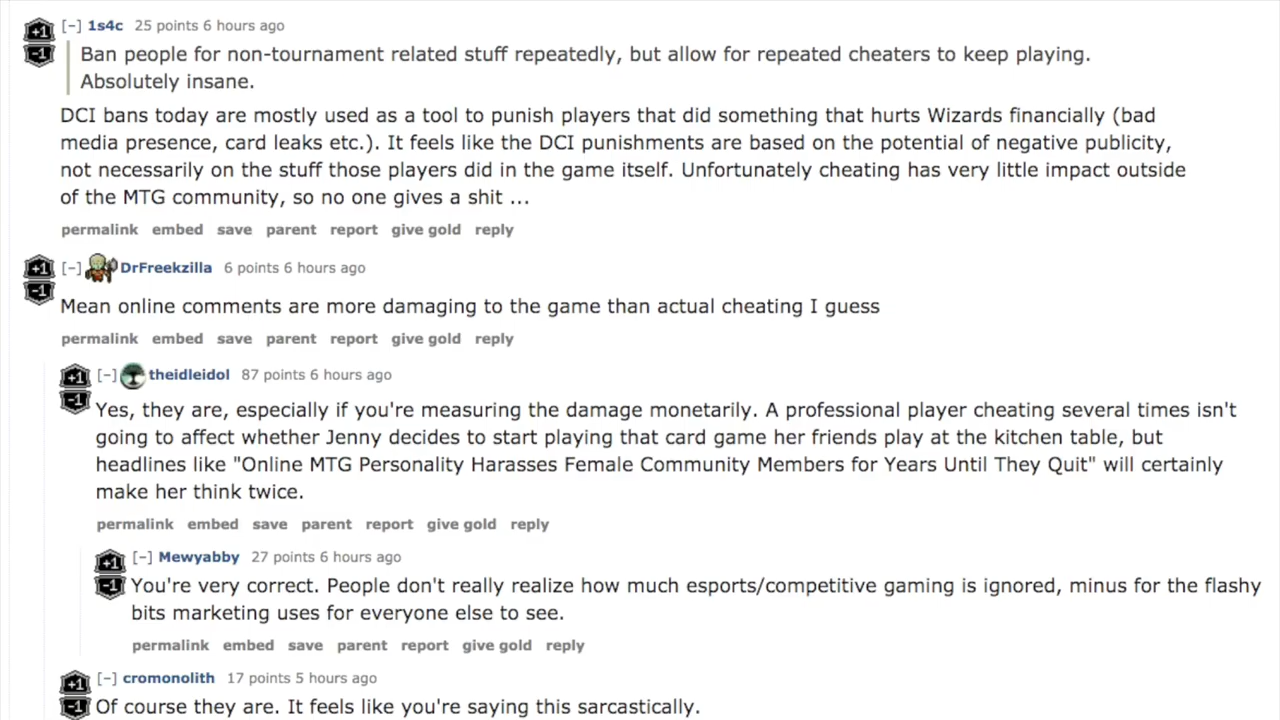 +1 [-] 1s4c 25 points 6 hours ago
-1
Ban people for non-tournament related stuff repeatedly, but allow for repeated cheaters to keep playing.
Absolutely insane.
DCI bans today are mostly used as a tool to punish players that did something that hurts Wizards financially (bad
media presence, card leaks etc.). It feels like the DCI punishments are based on the potential of negative publicity,
not necessarily on the stuff those players did in the game itself. Unfortunately cheating has very little impact outside
of the MTG community, so no one gives a shit ...
permalink embed save parent report give gold reply
+1 [-] DrFreekzilla 6 points 6 hours ago
-1
Mean online comments are more damaging to the game than actual cheating I guess
permalink embed save parent report give gold reply
+1 [-] theidleidol 87 points 6 hours ago
-1
Yes, they are, especially if you're measuring the damage monetarily. A professional player cheating several times isn't
going to affect whether Jenny decides to start playing that card game her friends play at the kitchen table, but
headlines like "Online MTG Personality Harasses Female Community Members for Years Until They Quit" will certainly
make her think twice.
permalink embed save parent report give gold reply
+1 [-] Mewyabby 27 points 6 hours ago
-1 You're very correct. People don't really realize how much esports/competitive gaming is ignored, minus for the flashy
bits marketing uses for everyone else to see.
permalink embed save parent report give gold reply
+1 [-] cromonolith 17 points 5 hours ago
-1 Of course they are. It feels like you're saying this sarcastically.